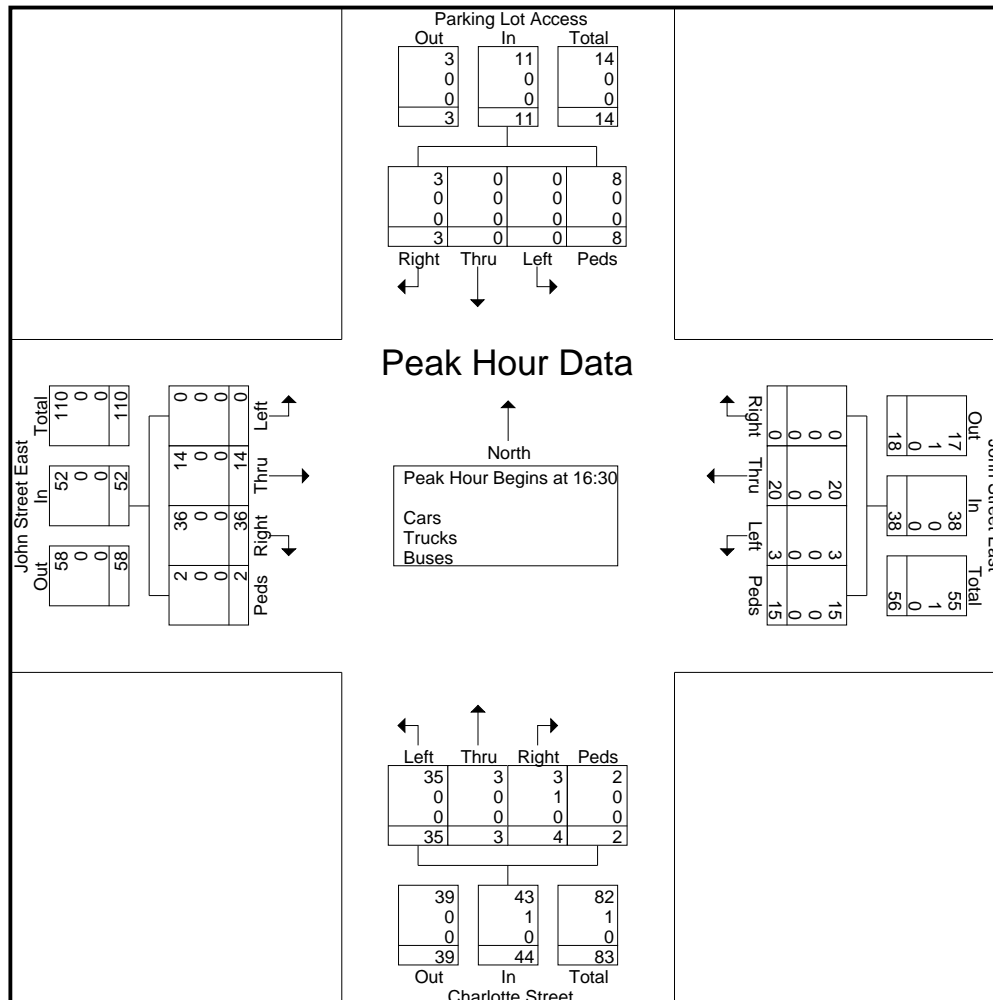 Parking Lot Access
Out In Total
3 11 14
0 0 0
0 0 0
3 11 14
3 0 0 8
0 0 0 0
0 0 0 0
3 0 0 8
Right Thru Left Peds
Peak Hour Data
North
Peak Hour Begins at 16:30
Cars
Trucks
Buses
John Street East
Out In Total
58 52 110
0 0 0
0 0 0
58 52 110
2 36 14 0
0 0 0 0
0 0 0 0
2 36 14 0
Peds Right Thru Left
John Street East
Out In Total
17 38 55
1 0 1
0 0 0
18 38 56
0 20 3 15
0 0 0 0
0 0 0 0
0 20 3 15
Right Thru Left Peds
Left Thru Right Peds
35 3 3 2
0 0 1 0
0 0 0 0
35 3 4 2
39 43 82
0 1 1
0 0 0
39 44 83
Out In Total
Charlotte Street